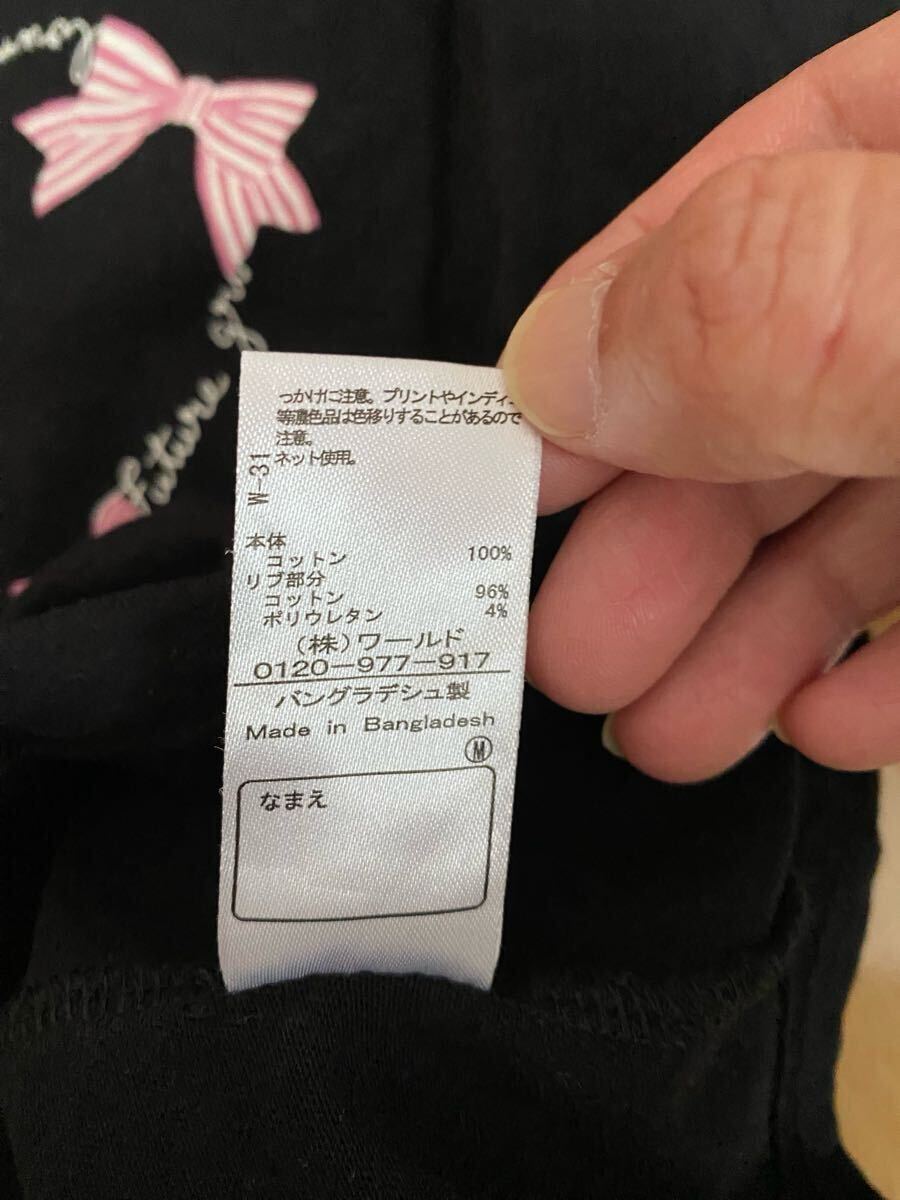 Future
つかげに注意。プリントやインディ
等濃色品は色移りすることがあるので
注意。
ネット使用。
W-31
本体
コットン 100%
リブ部分
コットン 96%
ポリウレタン 4%
(株)ワールド
0120-977-917
バングラデシュ製
Made in Bangladesh
M
なまえ